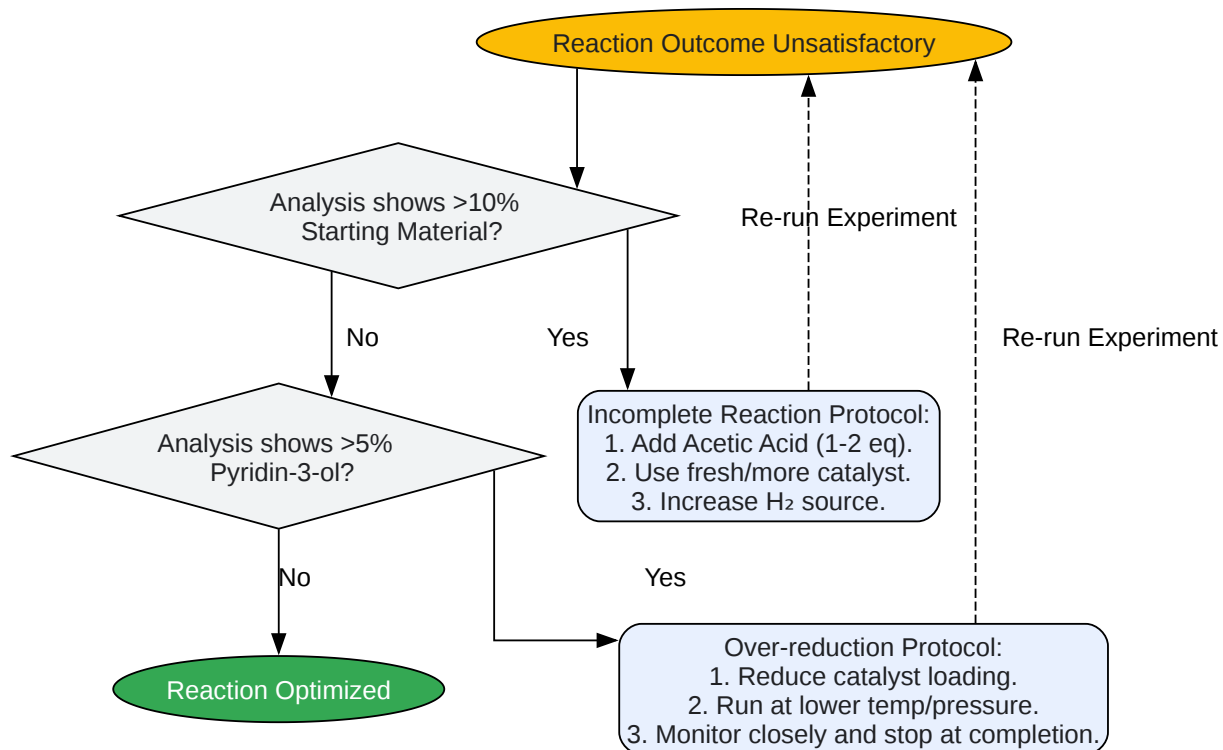 Reaction Outcome Unsatisfactory
Analysis shows >10%
Starting Material?
Re-run Experiment
No
Yes
Re-run Experiment
Incomplete Reaction Protocol:
1. Add Acetic Acid (1-2 eq).
2. Use fresh/more catalyst.
3. Increase H₂ source.
Analysis shows >5%
Pyridin-3-ol?
No
Yes
Over-reduction Protocol:
1. Reduce catalyst loading.
2. Run at lower temp/pressure.
3. Monitor closely and stop at completion.
Reaction Optimized